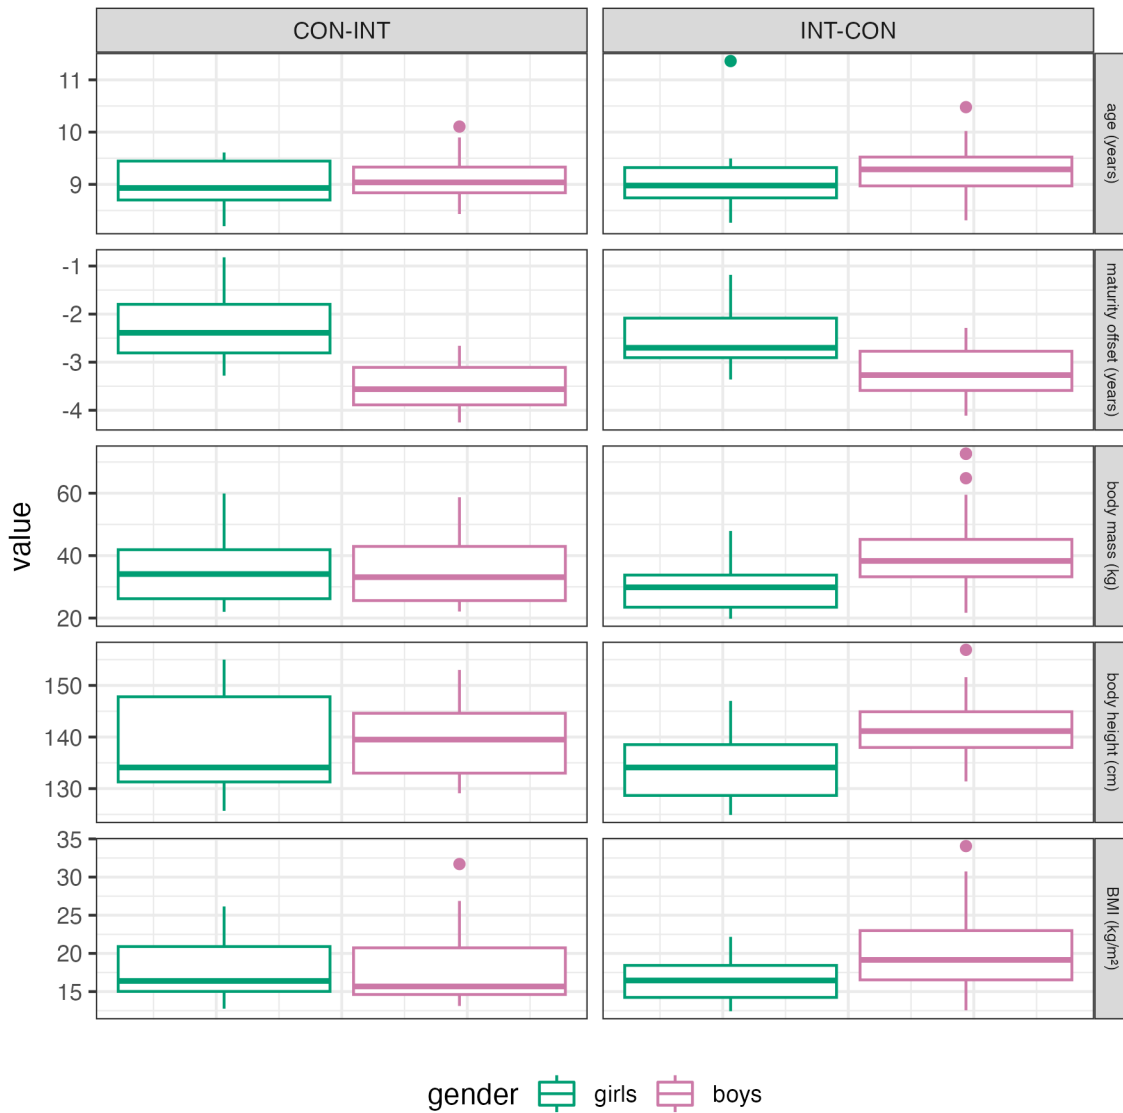 CON-INT
INT-CON
11
10
9
age (years)
-1
-2
-3
-4
maturity offset (years)
value
60
40
20
body mass (kg)
150
140
130
body height (cm)
35
30
25
20
15
BMI (kg/m²)
gender girls boys